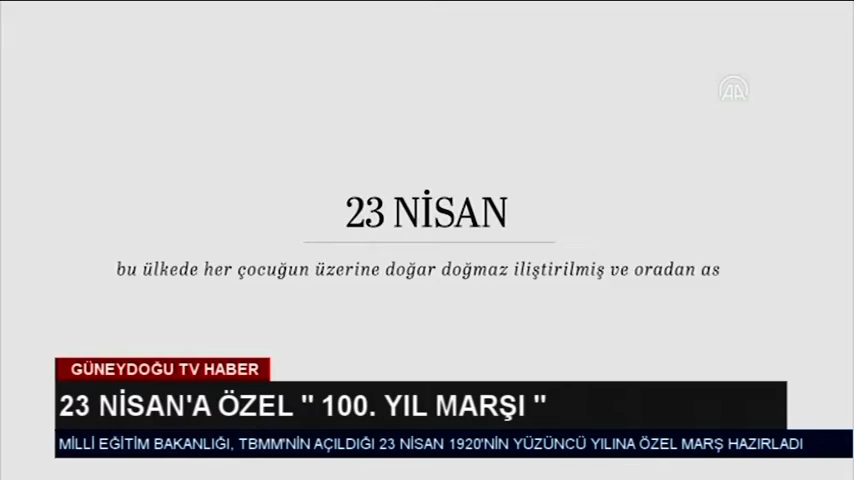 AA
23 NİSAN
bu ülkede her çocuğun üzerine doğar doğmaz iliştirilmiş ve oradan as
GÜNEYDOĞU TV HABER
23 NİSAN'A ÖZEL " 100. YIL MARŞI "
MİLLİ EĞİTİM BAKANLIĞI, TBMM'NİN AÇILDIĞI 23 NİSAN 1920'NİN YÜZÜNCÜ YILINA ÖZEL MARŞ HAZIRLADI